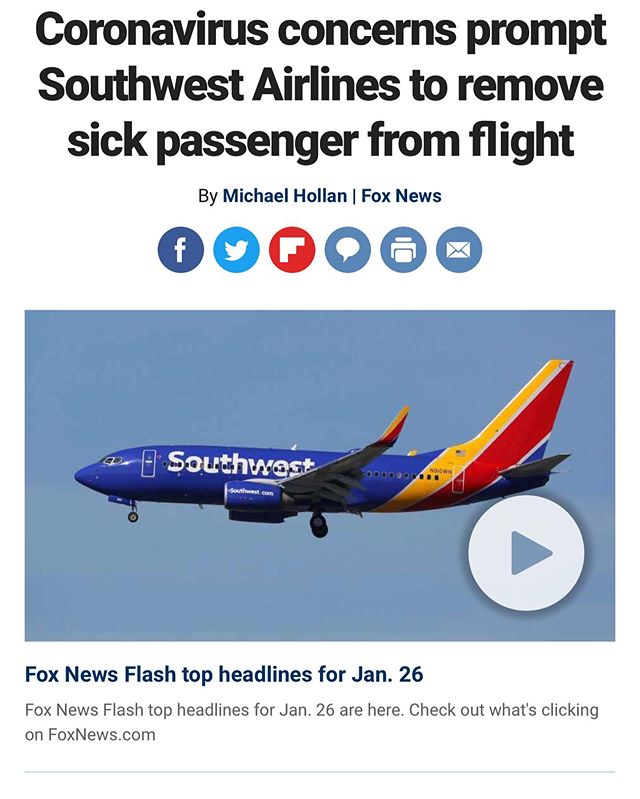 Coronavirus concerns prompt
Southwest Airlines to remove
sick passenger from flight
By Michael Hollan | Fox News
Southwest
Southwest.com
N910WN
Fox News Flash top headlines for Jan. 26
Fox News Flash top headlines for Jan. 26 are here. Check out what's clicking
on FoxNews.com